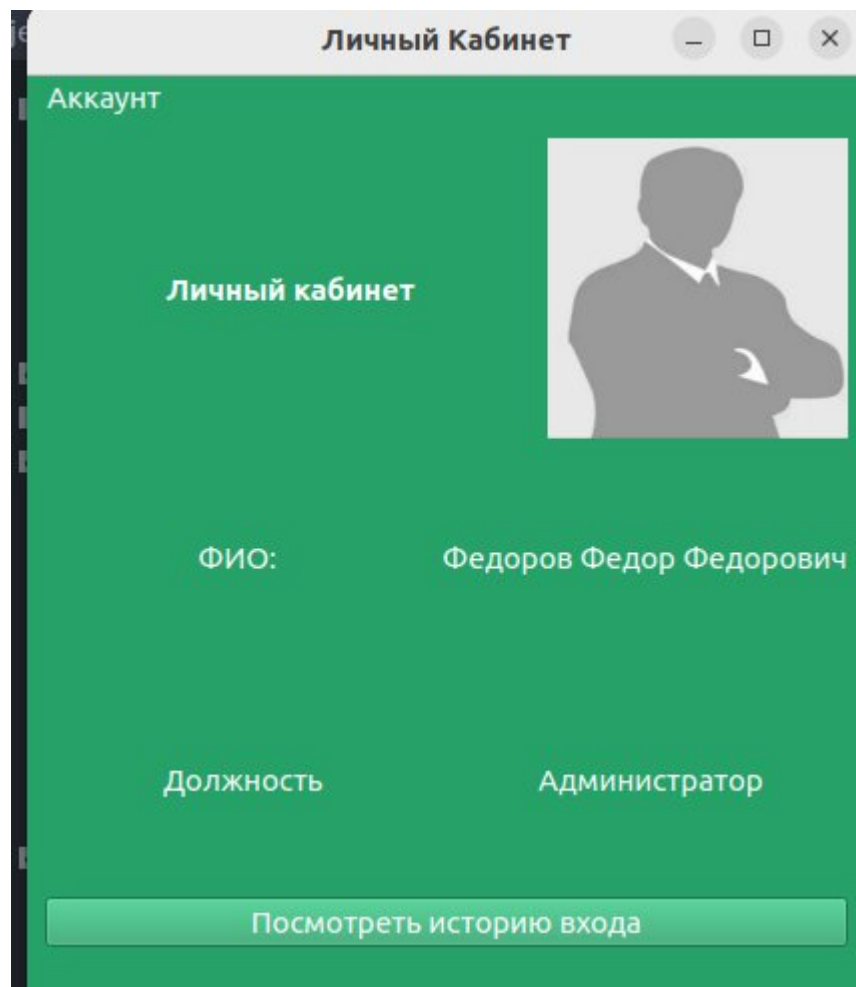 Личный Кабинет
Аккаунт
Личный кабинет
ФИО: Федоров Федор Федорович
Должность Администратор
Посмотреть историю входа